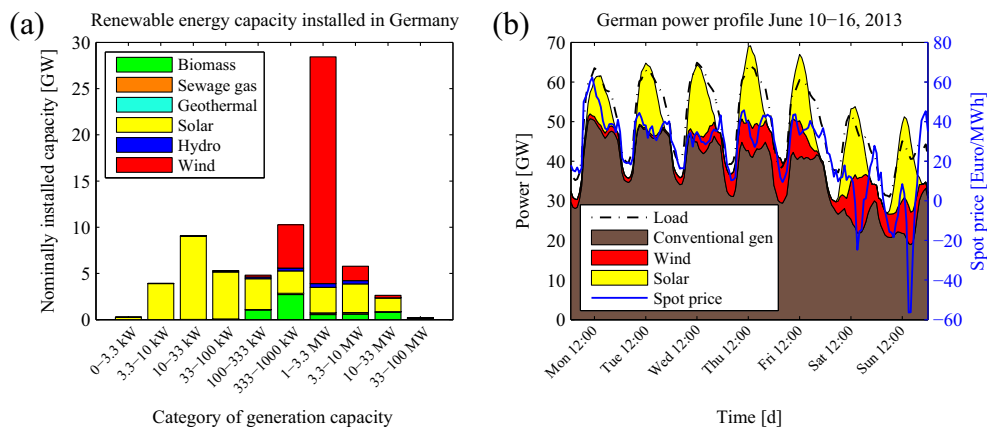 (a)
Renewable energy capacity installed in Germany
Nominally installed capacity [GW]
30
25
20
15
10
5
0
Biomass
Sewage gas
Geothermal
Solar
Hydro
Wind
0−3.3 kW
3.3−10 kW
10−33 kW
33−100 kW
100−333 kW
333−1000 kW
1−3.3 MW
3.3−10 MW
10−33 MW
33−100 MW
Category of generation capacity
(b)
German power profile June 10−16, 2013
Power [GW]
70
60
50
40
30
20
10
0
Load
Conventional gen
Wind
Solar
Spot price
80
60
40
20
0
−20
−40
−60
Spot price [Euro/MWh]
Mon 12:00
Tue 12:00
Wed 12:00
Thu 12:00
Fri 12:00
Sat 12:00
Sun 12:00
Time [d]